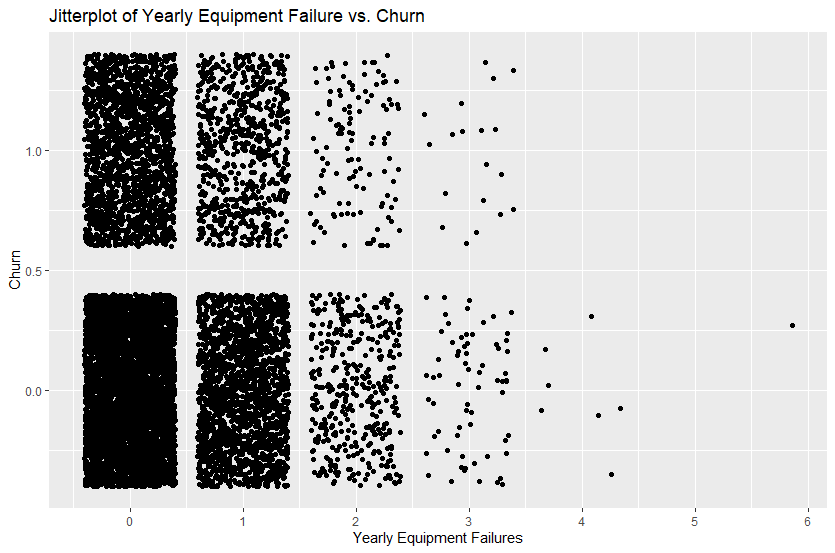 Jitterplot of Yearly Equipment Failure vs. Churn
Churn
1.0
0.5
0.0
0 1 2 3 4 5 6
Yearly Equipment Failures